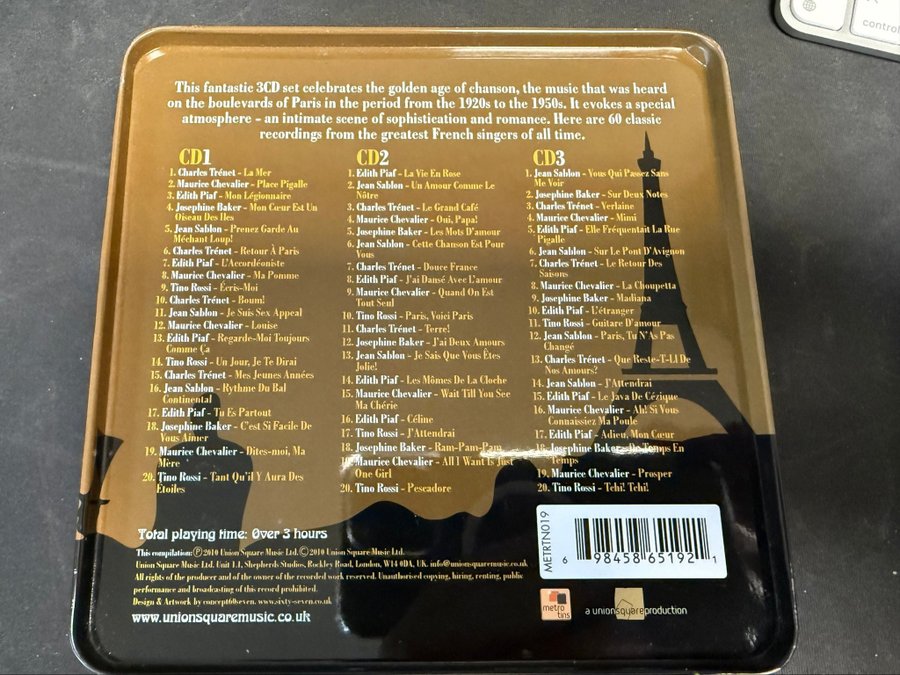 control
This fantastic 3CD set celebrates the golden age of chanson, the music that was heard
on the boulevards of Paris in the period from the 1920s to the 1950s. It evokes a special
atmosphere – an intimate scene of sophistication and romance. Here are 60 classic
recordings from the greatest French singers of all time.
CD1
1. Charles Trénet – La Mer
2. Maurice Chevalier – Place Pigalle
3. Edith Piaf – Mon Légionnaire
4. Josephine Baker – Mon Cœur Est Un
Oiseau Des Iles
5. Jean Sablon – Prenez Garde Au
Méchant Loup!
6. Charles Trénet – Retour À Paris
7. Edith Piaf – L'Accordéoniste
8. Maurice Chevalier – Ma Pomme
9. Tino Rossi – Écris-Moi
10. Charles Trénet – Boum!
11. Jean Sablon – Je Suis Sex Appeal
12. Maurice Chevalier – Louise
13. Edith Piaf – Regarde-Moi Toujours
Comme Ça
14. Tino Rossi – Un Jour, Je Te Dirai
15. Charles Trénet – Mes Jeunes Années
16. Jean Sablon – Rythme Du Bal
Continental
17. Edith Piaf – Tu Es Partout
18. Josephine Baker – C'est Si Facile De
Vous Aimer
19. Maurice Chevalier – Dites-moi, Ma
Mère
20. Tino Rossi – Tant Qu'il Y Aura Des
Étoiles
CD2
1. Edith Piaf – La Vie En Rose
2. Jean Sablon – Un Amour Comme Le
Nôtre
3. Charles Trénet – Le Grand Café
4. Maurice Chevalier – Oui, Papa!
5. Josephine Baker – Les Mots D'amour
6. Jean Sablon – Cette Chanson Est Pour
Vous
7. Charles Trénet – Douce France
8. Edith Piaf – J'ai Dansé Avec L'amour
9. Maurice Chevalier – Quand On Est
Tout Seul
10. Tino Rossi – Paris, Voici Paris
11. Charles Trénet – Terre!
12. Josephine Baker – J'ai Deux Amours
13. Jean Sablon – Je Sais Que Vous Êtes
Jolie!
14. Edith Piaf – Les Mômes De La Cloche
15. Maurice Chevalier – Wait Till You See
Ma Chérie
16. Edith Piaf – Céline
17. Tino Rossi – J'Attendrai
18. Josephine Baker – Ram-Pam-Pam
19. Maurice Chevalier – All I Want Is Just
One Girl
20. Tino Rossi – Pescadore
CD3
1. Jean Sablon – Vous Qui Passez Sans
Me Voir
2. Josephine Baker – Sur Deux Notes
3. Charles Trénet – Verlaine
4. Maurice Chevalier – Mimi
5. Edith Piaf – Elle Fréquentait La Rue
Pigalle
6. Jean Sablon – Sur Le Pont D'Avignon
7. Charles Trénet – Le Retour Des
Saisons
8. Maurice Chevalier – La Choupetta
9. Josephine Baker – Madiana
10. Edith Piaf – L'étranger
11. Tino Rossi – Guitare D'amour
12. Jean Sablon – Paris, Tu N'As Pas
Changé
13. Charles Trénet – Que Reste-T-Ll De
Nos Amours?
14. Jean Sablon – J'Attendrai
15. Edith Piaf – Le Java De Cézique
16. Maurice Chevalier – Ah! Si Vous
Connaissiez Ma Poule
17. Edith Piaf – Adieu, Mon Cœur
18. Josephine Baker – De Temps En
Temps
19. Maurice Chevalier – Prosper
20. Tino Rossi – Tchi! Tchi!
Total playing time: Over 3 hours
This compilation: Ⓟ 2010 Union Square Music Ltd. © 2010 Union Square Music Ltd.
Union Square Music Ltd. Unit 1.1, Shepherds Studios, Rockley Road, London, W14 0DA, UK. info@unionsquaremusic.co.uk
All rights of the producer and of the owner of the recorded work reserved. Unauthorised copying, hiring, renting, public
performance and broadcasting of this record prohibited.
Design & Artwork by concept60seven. www.sixty-seven.co.uk
www.unionsquaremusic.co.uk
METRTN019
6 98458 65192 1
metro
tins
a unionsquare production